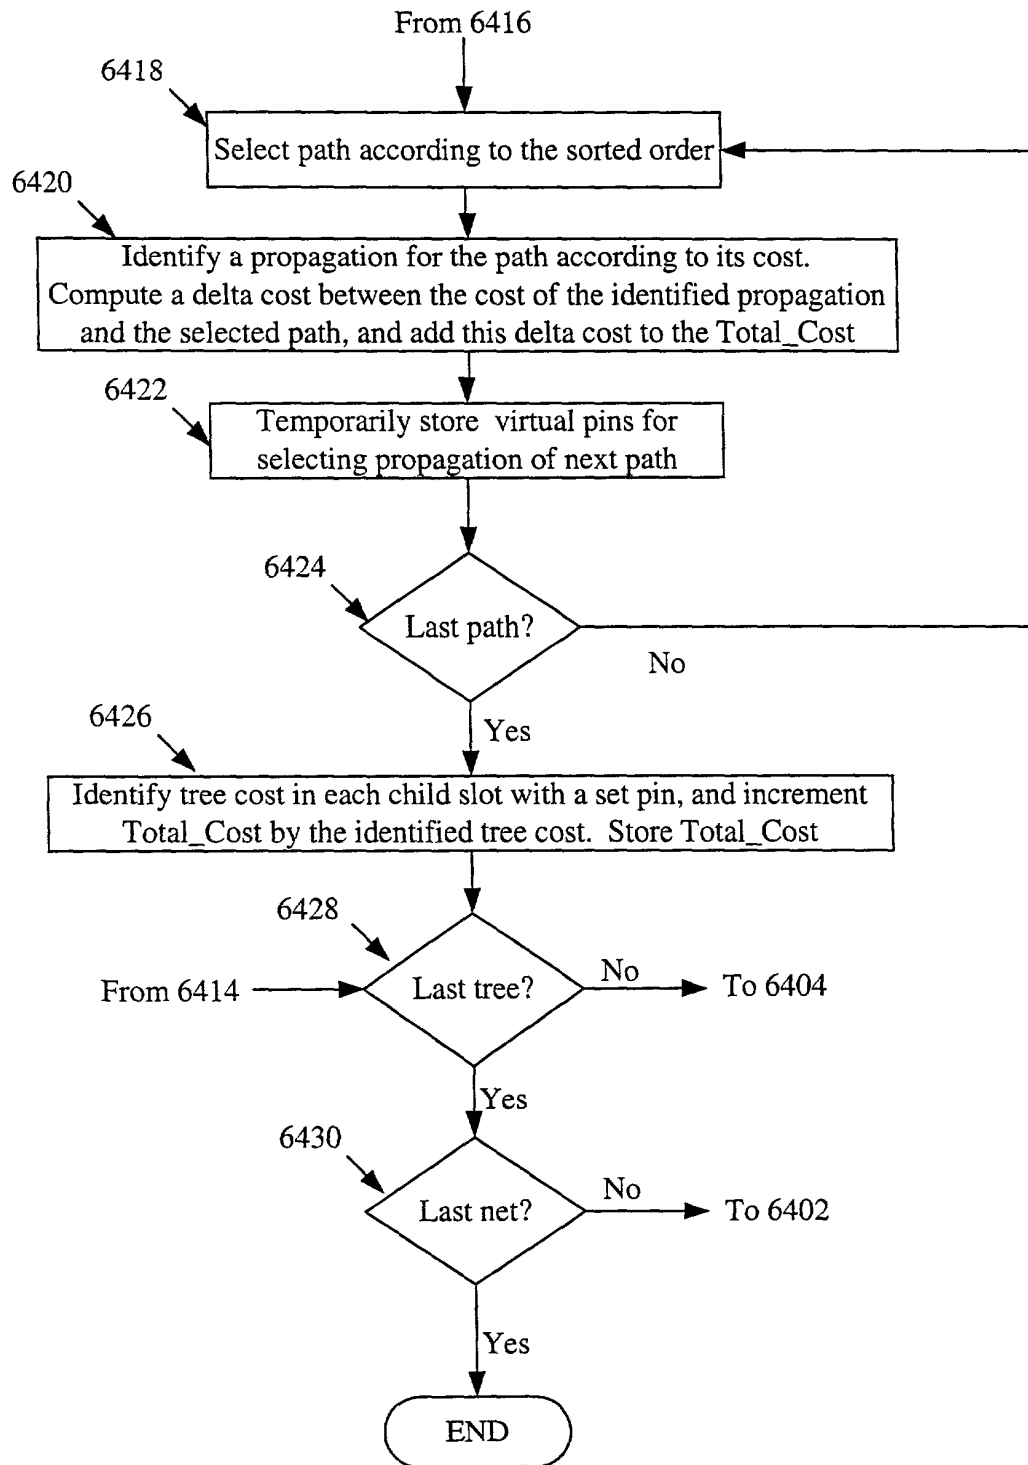 From 6416
6418
Select path according to the sorted order
6420
Identify a propagation for the path according to its cost.
Compute a delta cost between the cost of the identified propagation
and the selected path, and add this delta cost to the Total_Cost
6422
Temporarily store virtual pins for
selecting propagation of next path
6424
Last path?
No
Yes
6426
Identify tree cost in each child slot with a set pin, and increment
Total_Cost by the identified tree cost. Store Total_Cost
6428
From 6414
Last tree?
No
To 6404
Yes
6430
Last net?
No
To 6402
Yes
END